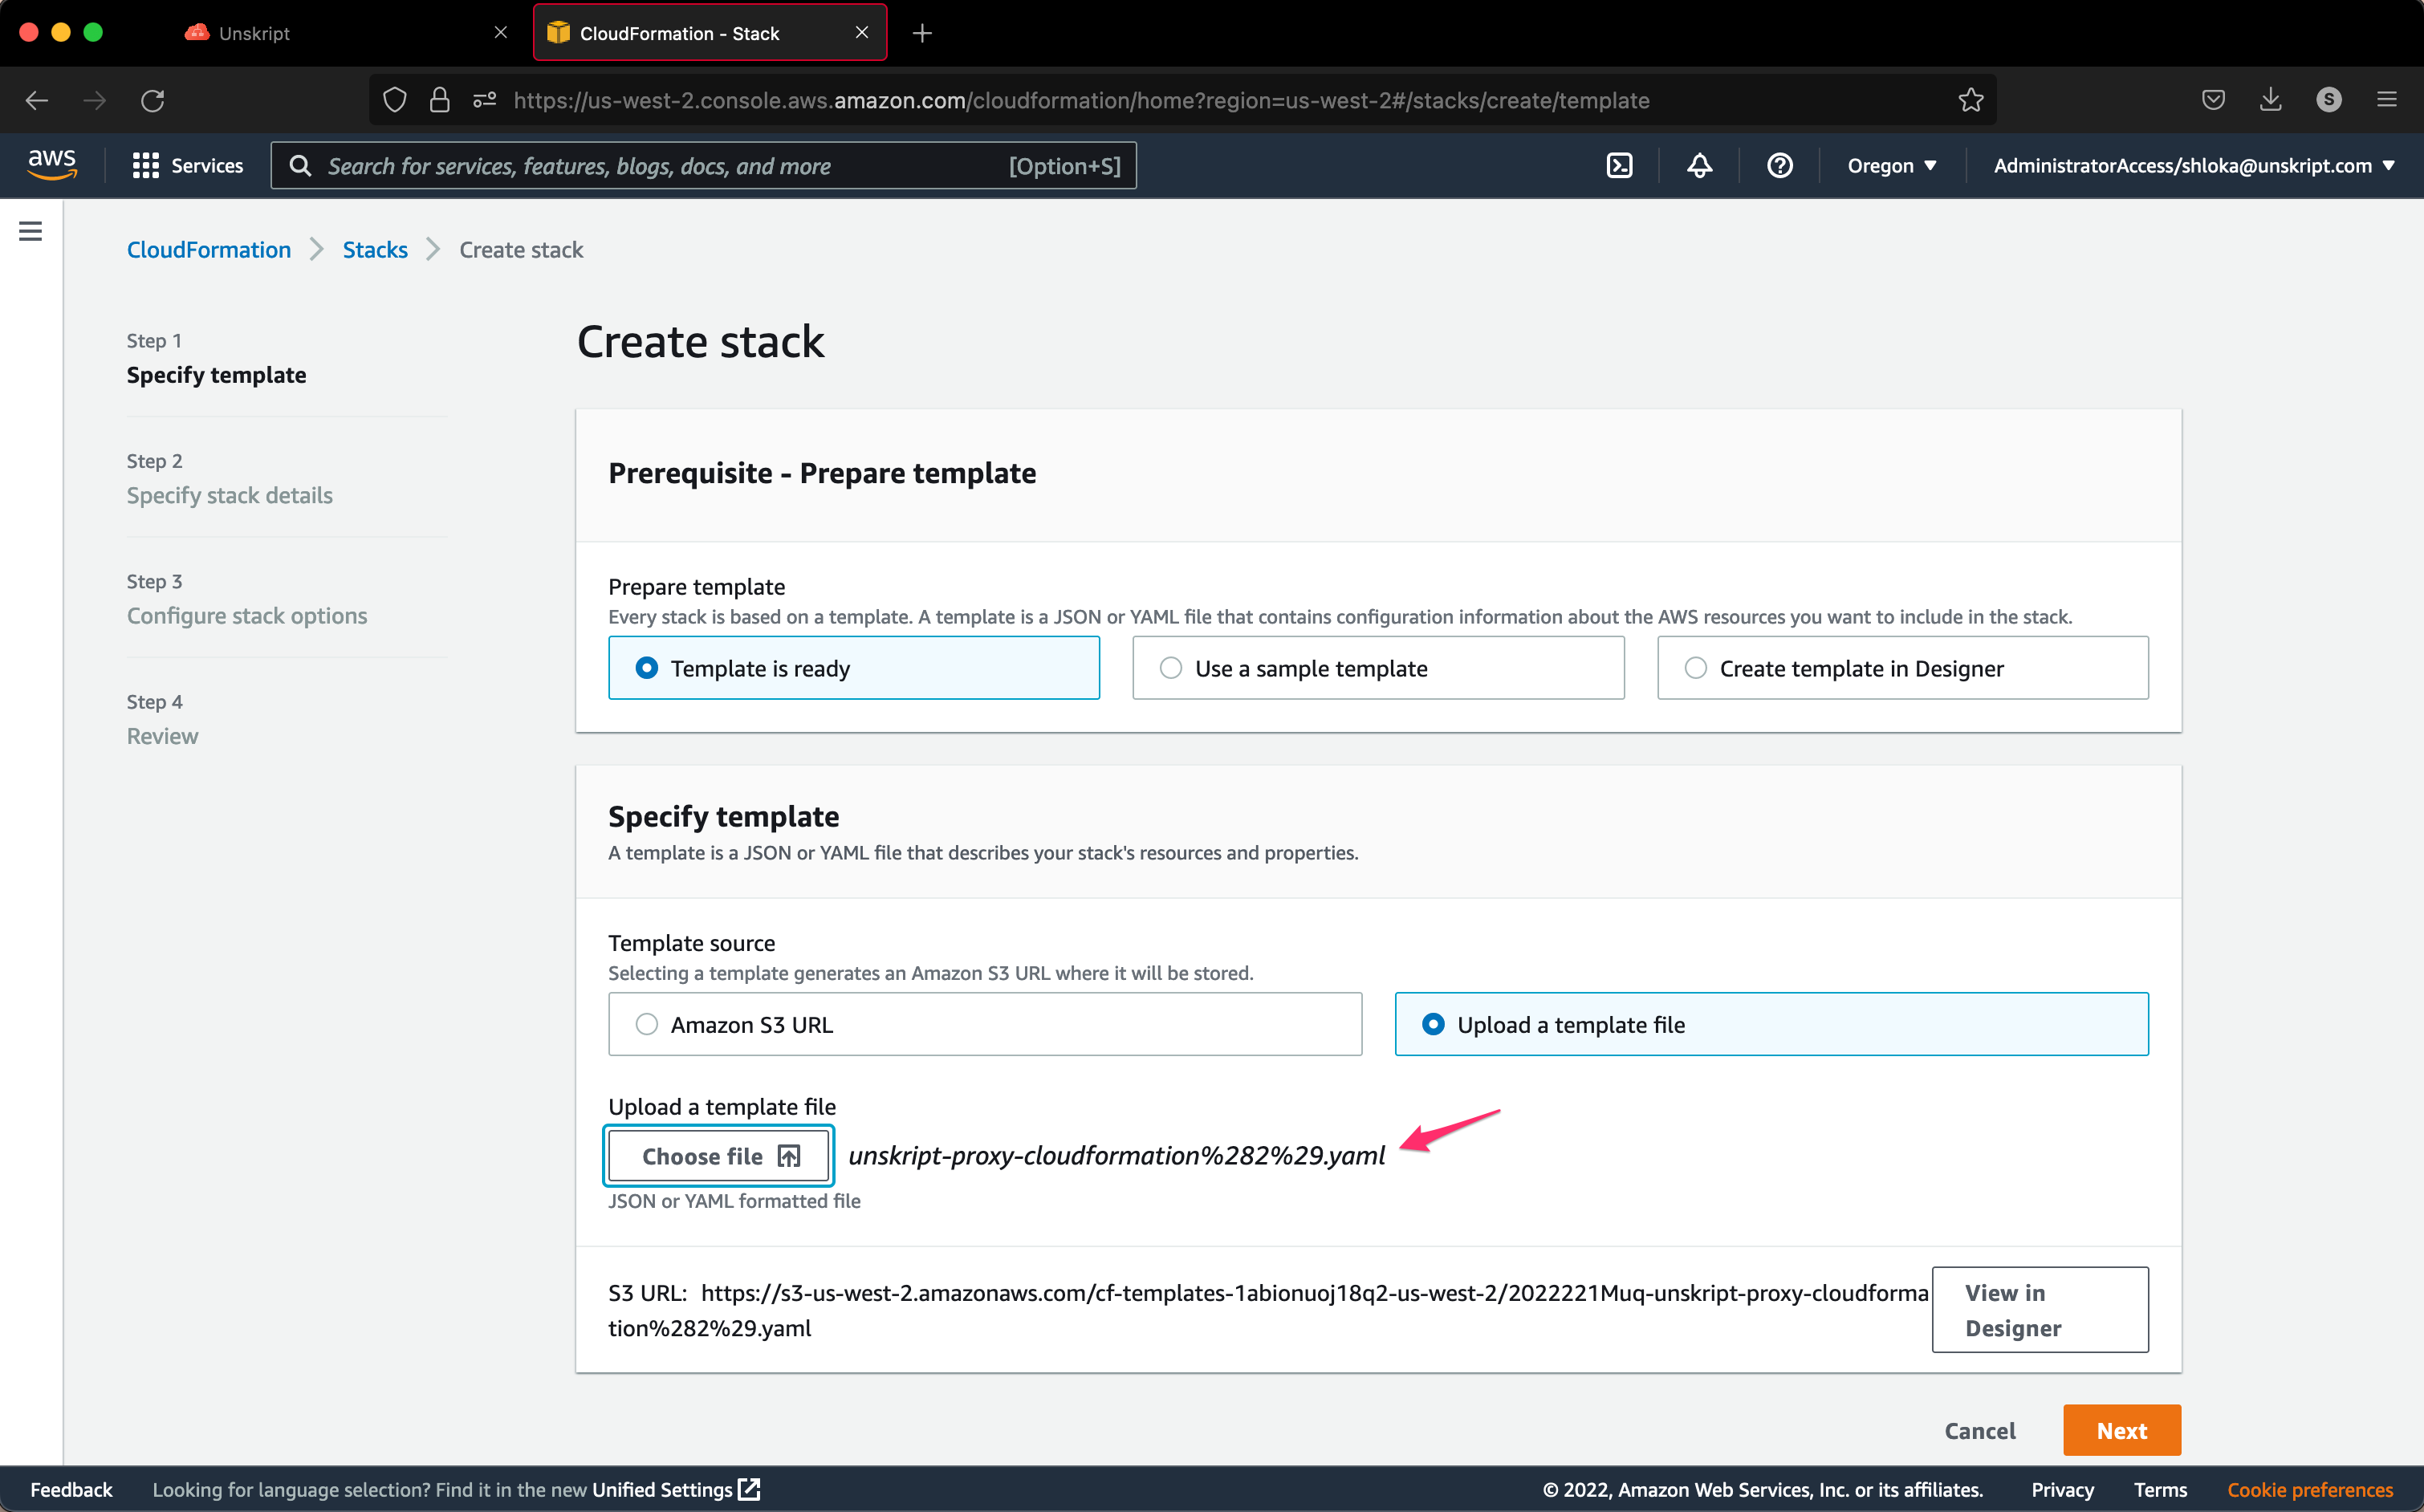 Unskript
CloudFormation - Stack
https://us-west-2.console.aws.amazon.com/cloudformation/home?region=us-west-2#/stacks/create/template
S
aws
Services
Search for services, features, blogs, docs, and more
[Option+S]
Oregon
AdministratorAccess/shloka@unskript.com
CloudFormation
Stacks
Create stack
Step 1
Specify template
Step 2
Specify stack details
Step 3
Configure stack options
Step 4
Review
Create stack
Prerequisite - Prepare template
Prepare template
Every stack is based on a template. A template is a JSON or YAML file that contains configuration information about the AWS resources you want to include in the stack.
Template is ready
Use a sample template
Create template in Designer
Specify template
A template is a JSON or YAML file that describes your stack's resources and properties.
Template source
Selecting a template generates an Amazon S3 URL where it will be stored.
Amazon S3 URL
Upload a template file
Upload a template file
Choose file
unskript-proxy-cloudformation%282%29.yaml
JSON or YAML formatted file
S3 URL: https://s3-us-west-2.amazonaws.com/cf-templates-1abionuoj18q2-us-west-2/2022221Muq-unskript-proxy-cloudforma
tion%282%29.yaml
View in
Designer
Cancel
Next
Feedback
Looking for language selection? Find it in the new Unified Settings
© 2022, Amazon Web Services, Inc. or its affiliates.
Privacy
Terms
Cookie preferences